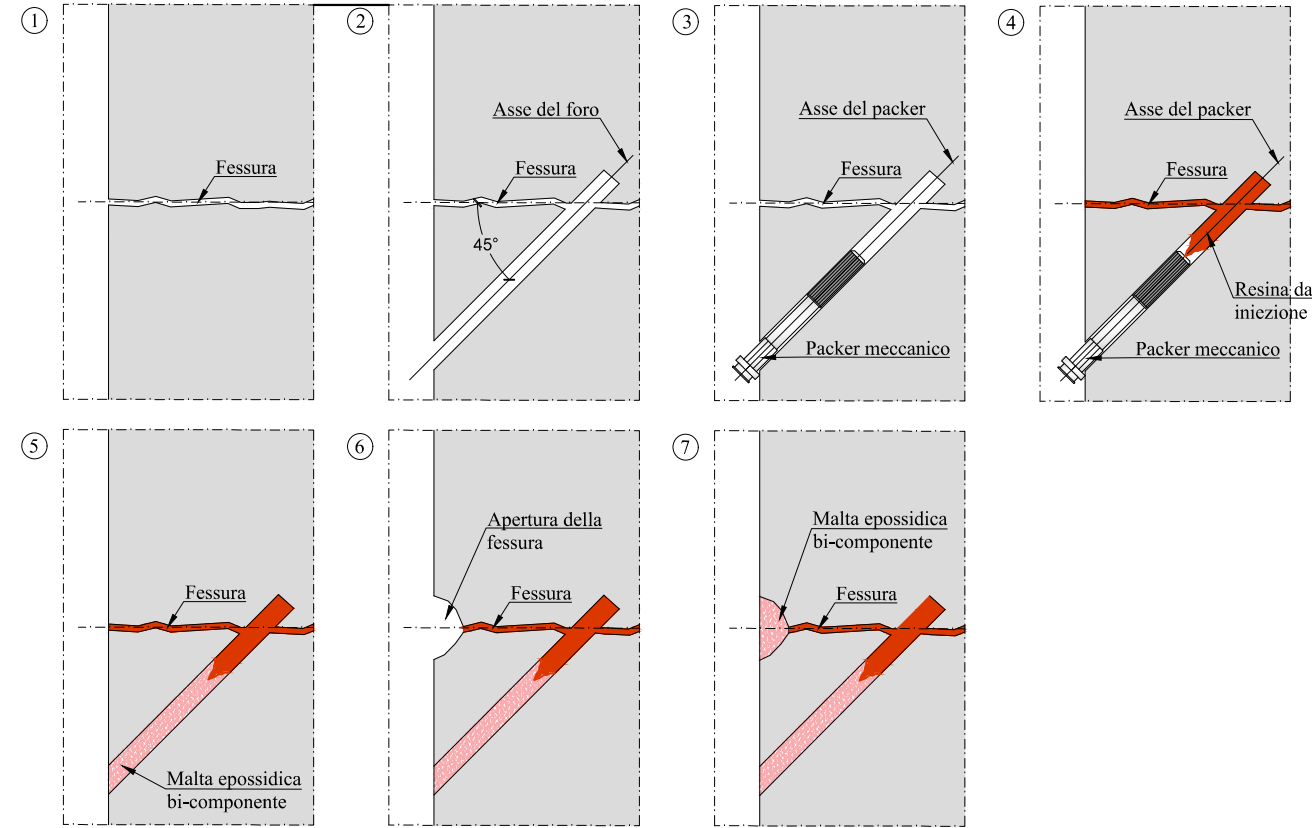 1
Fessura
2
Asse del foro
Fessura
45°
3
Asse del packer
Fessura
Packer meccanico
4
Asse del packer
Fessura
Resina da
iniezione
Packer meccanico
5
Fessura
Malta epossidica
bi-componente
6
Apertura della
fessura
Fessura
7
Malta epossidica
bi-componente
Fessura